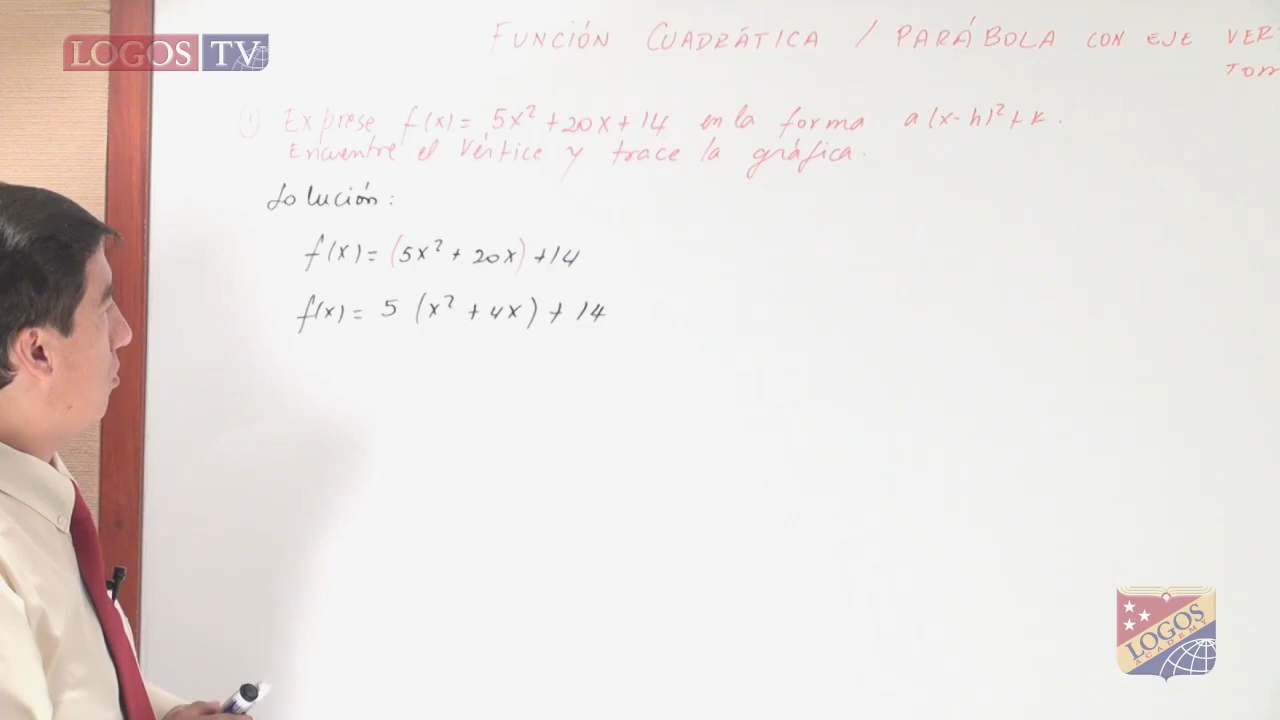 LOGOS TV
FUNCIÓN CUADRÁTICA / PARÁBOLA CON EJE VER
TOM
1) Exprese f(x) = 5x² + 20x + 14 en la forma a(x-h)² + k.
Encuentre el vértice y trace la gráfica.
Solución:
f(x) = (5x² + 20x) + 14
f(x) = 5 (x² + 4x) + 14
LOGOS
ACADEMY